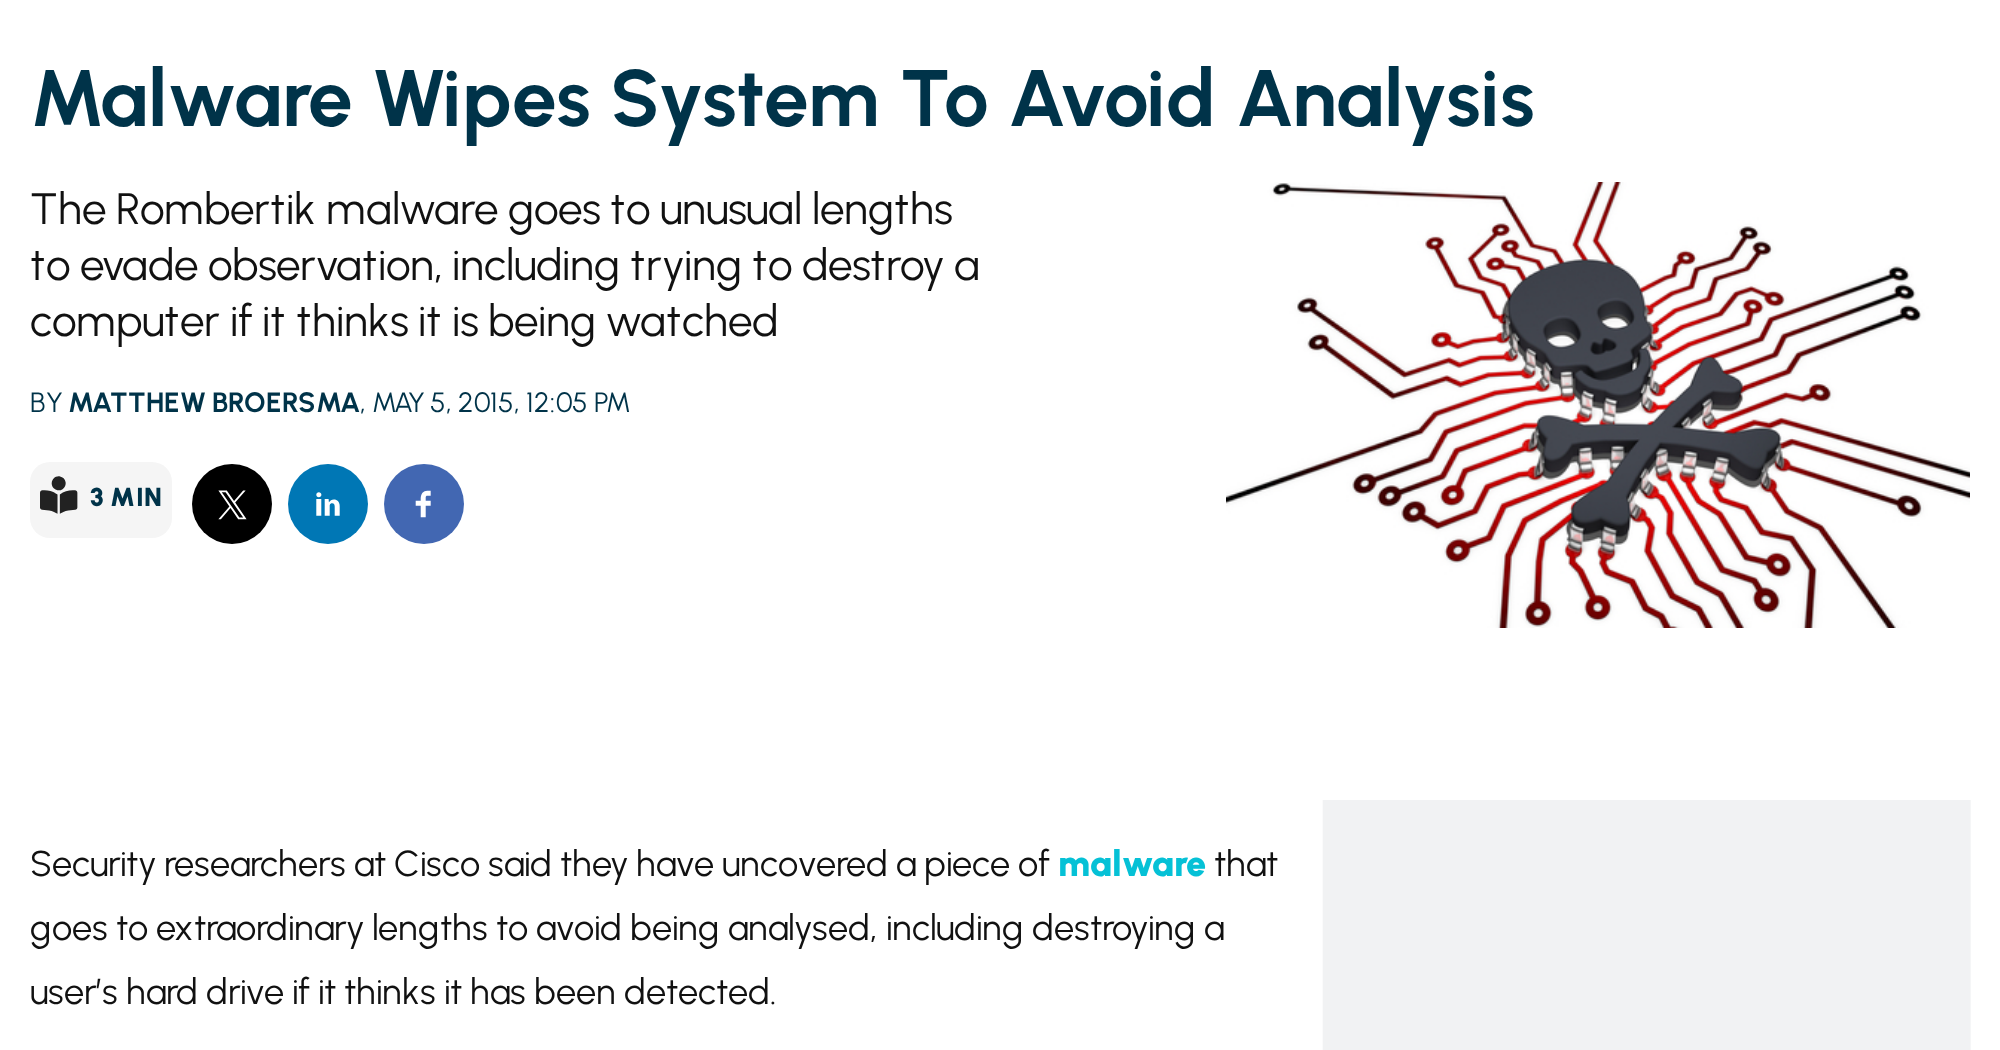 Malware Wipes System To Avoid Analysis
The Rombertik malware goes to unusual lengths
to evade observation, including trying to destroy a
computer if it thinks it is being watched
BY MATTHEW BROERSMA, MAY 5, 2015, 12:05 PM
3 MIN
in
f
Security researchers at Cisco said they have uncovered a piece of malware that
goes to extraordinary lengths to avoid being analysed, including destroying a
user's hard drive if it thinks it has been detected.